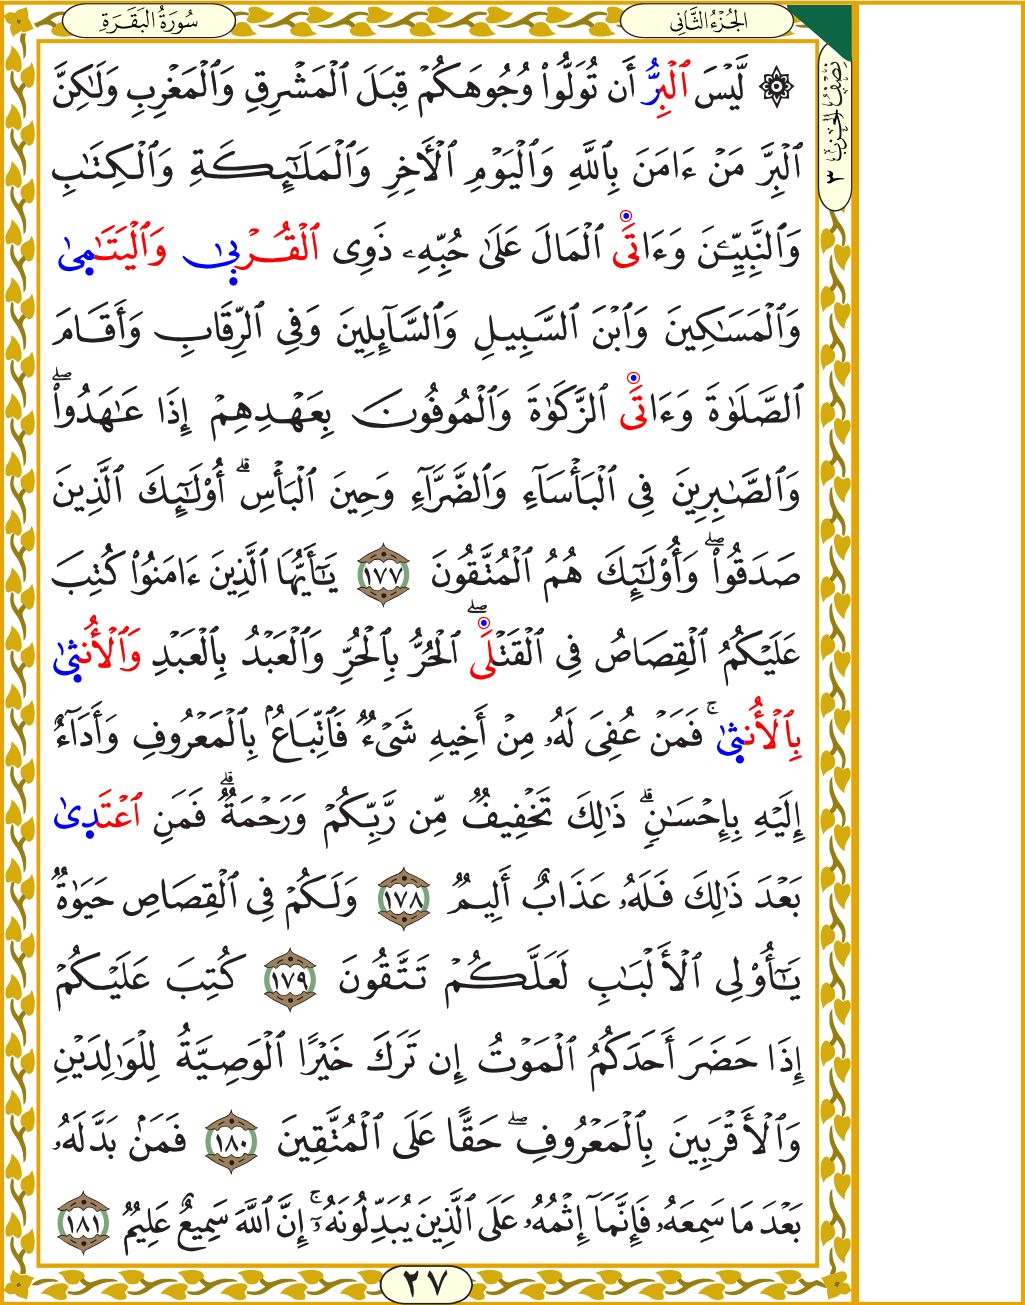 سُورَةُ البَقَرَةِ
الجُزْءُ الثَّانِى
نِصْفُ الحِزْبِ ٣
۞ لَّيْسَ ٱلْبِرُّ أَن تُوَلُّواْ وُجُوهَكُمْ قِبَلَ ٱلْمَشْرِقِ وَٱلْمَغْرِبِ وَلَٰكِنَّ
ٱلْبِرَّ مَنْ ءَامَنَ بِٱللَّهِ وَٱلْيَوْمِ ٱلْأٓخِرِ وَٱلْمَلَٰٓئِكَةِ وَٱلْكِتَٰبِ
وَٱلنَّبِيِّـۧنَ وَءَاتَى ٱلْمَالَ عَلَىٰ حُبِّهِۦ ذَوِى ٱلْقُرْبىٰ وَٱلْيَتَٰمىٰ
وَٱلْمَسَٰكِينَ وَٱبْنَ ٱلسَّبِيلِ وَٱلسَّآئِلِينَ وَفِى ٱلرِّقَابِ وَأَقَامَ
ٱلصَّلَوٰةَ وَءَاتَى ٱلزَّكَوٰةَ وَٱلْمُوفُونَ بِعَهْدِهِمْ إِذَا عَٰهَدُواْۖ
وَٱلصَّٰبِرِينَ فِى ٱلْبَأْسَآءِ وَٱلضَّرَّآءِ وَحِينَ ٱلْبَأْسِۗ أُوْلَٰٓئِكَ ٱلَّذِينَ
صَدَقُواْۖ وَأُوْلَٰٓئِكَ هُمُ ٱلْمُتَّقُونَ ١٧٧ يَٰٓأَيُّهَا ٱلَّذِينَ ءَامَنُواْ كُتِبَ
عَلَيْكُمُ ٱلْقِصَاصُ فِى ٱلْقَتْلَىۖ ٱلْحُرُّ بِٱلْحُرِّ وَٱلْعَبْدُ بِٱلْعَبْدِ وَٱلْأُنثىٰ
بِٱلْأُنثىٰۚ فَمَنْ عُفِىَ لَهُۥ مِنْ أَخِيهِ شَىْءٌ فَٱتِّبَاعُۢ بِٱلْمَعْرُوفِ وَأَدَآءٌ
إِلَيْهِ بِإِحْسَٰنٍۗ ذَٰلِكَ تَخْفِيفٌ مِّن رَّبِّكُمْ وَرَحْمَةٌۗ فَمَنِ ٱعْتَدىٰ
بَعْدَ ذَٰلِكَ فَلَهُۥ عَذَابٌ أَلِيمٌ ١٧٨ وَلَكُمْ فِى ٱلْقِصَاصِ حَيَوٰةٌ
يَٰٓأُوْلِى ٱلْأَلْبَٰبِ لَعَلَّكُمْ تَتَّقُونَ ١٧٩ كُتِبَ عَلَيْكُمْ
إِذَا حَضَرَ أَحَدَكُمُ ٱلْمَوْتُ إِن تَرَكَ خَيْرًا ٱلْوَصِيَّةُ لِلْوَٰلِدَيْنِ
وَٱلْأَقْرَبِينَ بِٱلْمَعْرُوفِۖ حَقًّا عَلَى ٱلْمُتَّقِينَ ١٨٠ فَمَنۢ بَدَّلَهُۥ
بَعْدَ مَا سَمِعَهُۥ فَإِنَّمَآ إِثْمُهُۥ عَلَى ٱلَّذِينَ يُبَدِّلُونَهُۥٓۚ إِنَّ ٱللَّهَ سَمِيعٌ عَلِيمٌ ١٨١
٢٧